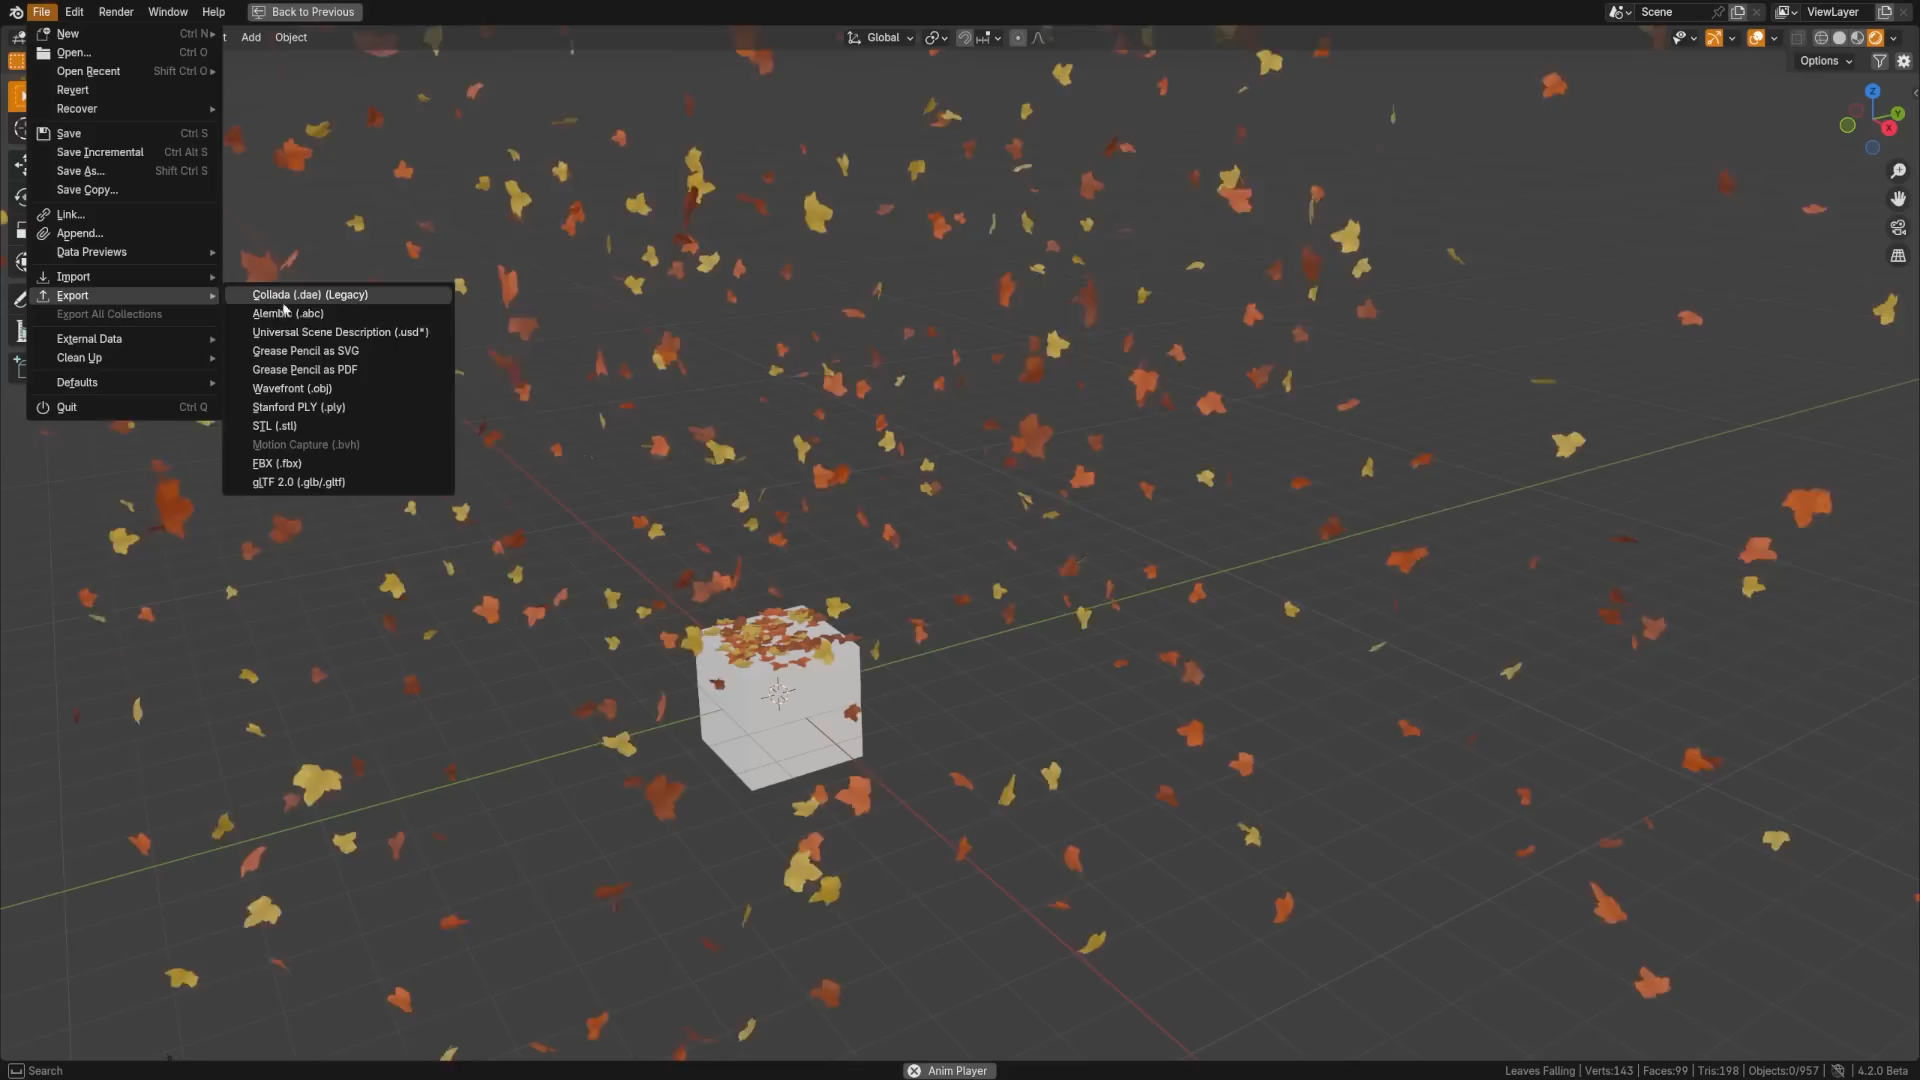 File Edit Render Window Help Back to Previous Scene ViewLayer
t Add Object Global
Options
Z
Y
X
New Ctrl N
Open... Ctrl O
Open Recent Shift Ctrl O
Revert
Recover
Save Ctrl S
Save Incremental Ctrl Alt S
Save As... Shift Ctrl S
Save Copy...
Link...
Append...
Data Previews
Import
Export
Export All Collections
External Data
Clean Up
Defaults
Quit Ctrl Q
Collada (.dae) (Legacy)
Alembic (.abc)
Universal Scene Description (.usd*)
Grease Pencil as SVG
Grease Pencil as PDF
Wavefront (.obj)
Stanford PLY (.ply)
STL (.stl)
Motion Capture (.bvh)
FBX (.fbx)
glTF 2.0 (.glb/.gltf)
Search Anim Player Leaves Falling | Verts:143 | Faces:99 | Tris:198 | Objects:0/957 | 4.2.0 Beta